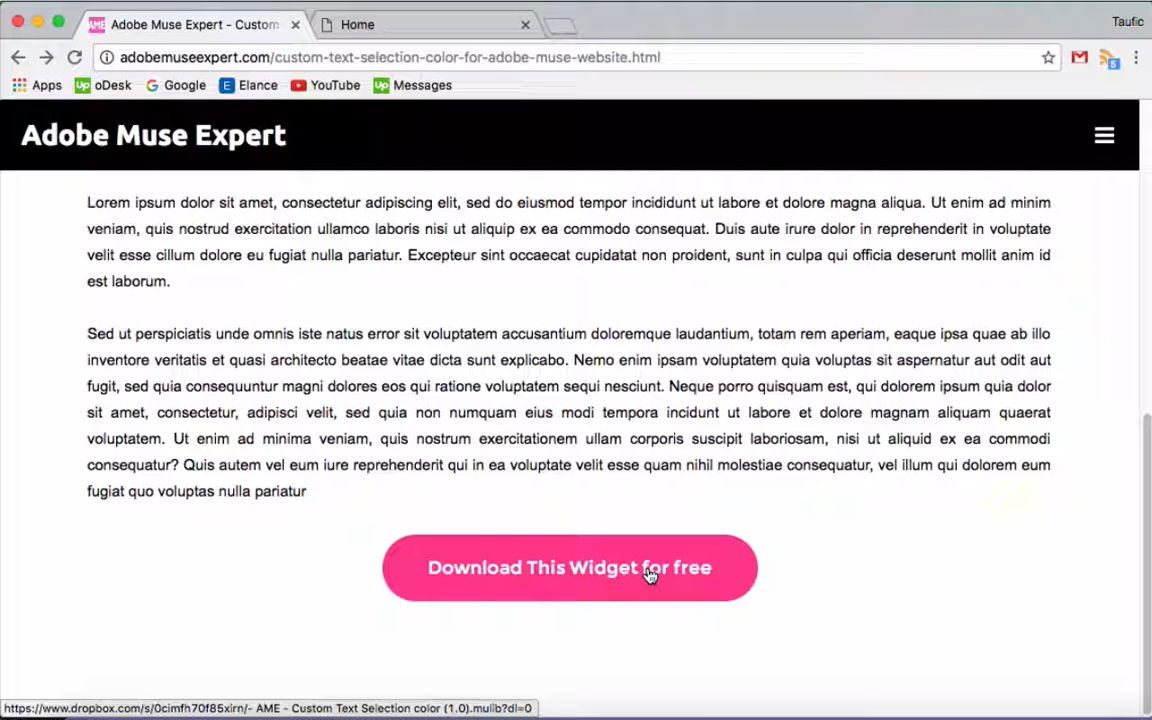 Adobe Muse Expert - Custom
Home
Taufic
adobemuseexpert.com/custom-text-selection-color-for-adobe-muse-website.html
5
Apps
Up oDesk
G Google
E Elance
YouTube
Up Messages
Adobe Muse Expert
Lorem ipsum dolor sit amet, consectetur adipiscing elit, sed do eiusmod tempor incididunt ut labore et dolore magna aliqua. Ut enim ad minim
veniam, quis nostrud exercitation ullamco laboris nisi ut aliquip ex ea commodo consequat. Duis aute irure dolor in reprehenderit in voluptate
velit esse cillum dolore eu fugiat nulla pariatur. Excepteur sint occaecat cupidatat non proident, sunt in culpa qui officia deserunt mollit anim id
est laborum.
Sed ut perspiciatis unde omnis iste natus error sit voluptatem accusantium doloremque laudantium, totam rem aperiam, eaque ipsa quae ab illo
inventore veritatis et quasi architecto beatae vitae dicta sunt explicabo. Nemo enim ipsam voluptatem quia voluptas sit aspernatur aut odit aut
fugit, sed quia consequuntur magni dolores eos qui ratione voluptatem sequi nesciunt. Neque porro quisquam est, qui dolorem ipsum quia dolor
sit amet, consectetur, adipisci velit, sed quia non numquam eius modi tempora incidunt ut labore et dolore magnam aliquam quaerat
voluptatem. Ut enim ad minima veniam, quis nostrum exercitationem ullam corporis suscipit laboriosam, nisi ut aliquid ex ea commodi
consequatur? Quis autem vel eum iure reprehenderit qui in ea voluptate velit esse quam nihil molestiae consequatur, vel illum qui dolorem eum
fugiat quo voluptas nulla pariatur
Download This Widget for free
https://www.dropbox.com/s/0cimfh70f85xirn/- AME - Custom Text Selection color (1.0).mulib?dl=0